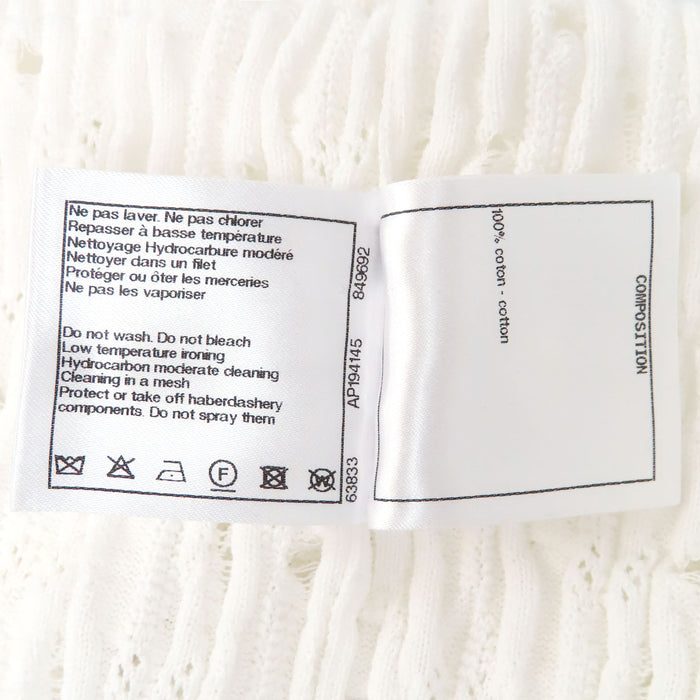 Ne pas laver. Ne pas chlorer
Repasser à basse température
Nettoyage Hydrocarbure modéré
Nettoyer dans un filet
Protéger ou ôter les merceries
Ne pas les vaporiser
Do not wash. Do not bleach
Low temperature ironing
Hydrocarbon moderate cleaning
Cleaning in a mesh
Protect or take off haberdashery
components. Do not spray them
F
W
63833 AP194145 849692
COMPOSITION
100% coton - cotton